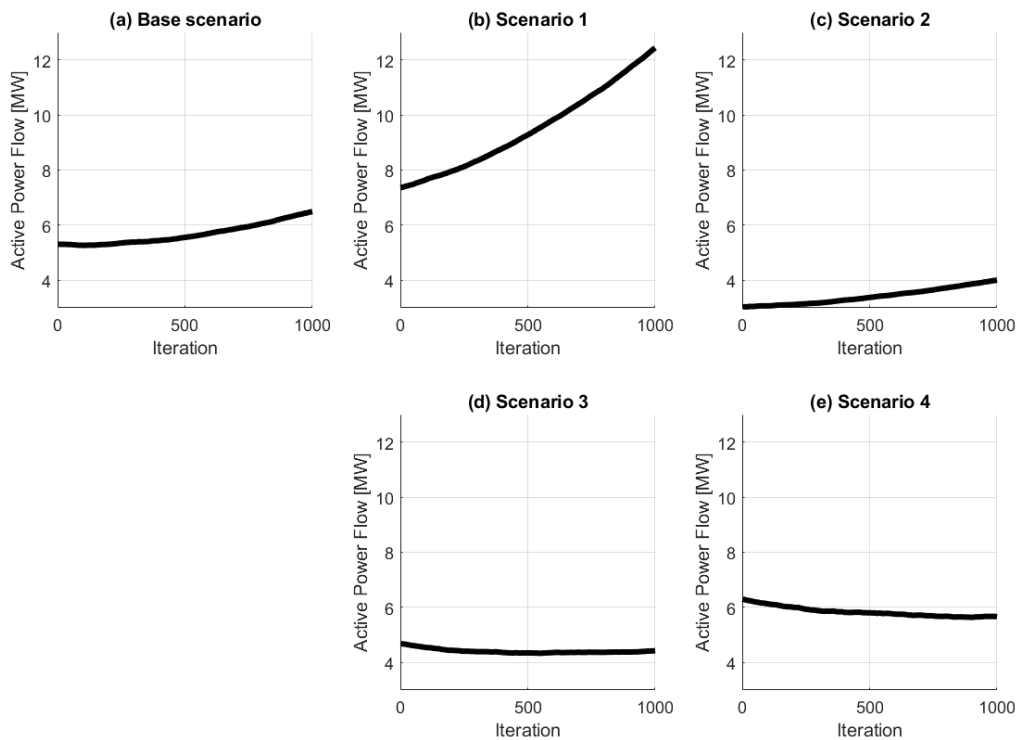 (a) Base scenario
(b) Scenario 1
(c) Scenario 2
Active Power Flow [MW]
12
10
8
6
4
0
500
1000
Iteration
Active Power Flow [MW]
12
10
8
6
4
0
500
1000
Iteration
Active Power Flow [MW]
12
10
8
6
4
0
500
1000
Iteration
(d) Scenario 3
(e) Scenario 4
Active Power Flow [MW]
12
10
8
6
4
0
500
1000
Iteration
Active Power Flow [MW]
12
10
8
6
4
0
500
1000
Iteration